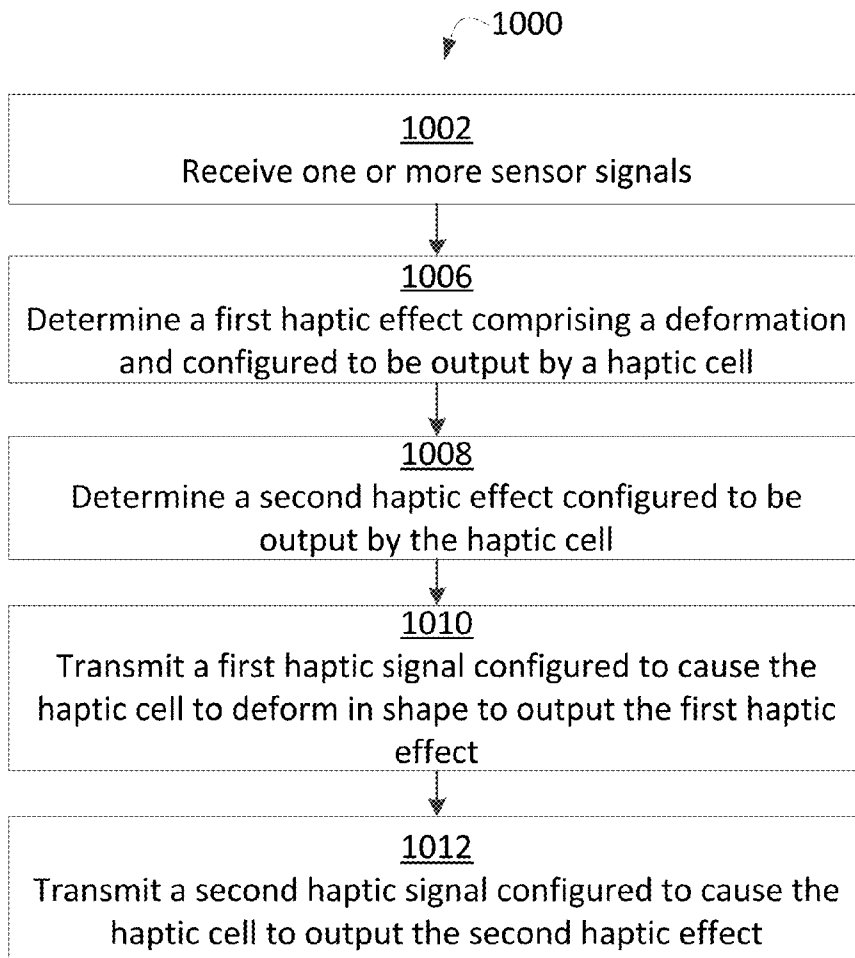 1000
1002
Receive one or more sensor signals
1006
Determine a first haptic effect comprising a deformation
and configured to be output by a haptic cell
1008
Determine a second haptic effect configured to be
output by the haptic cell
1010
Transmit a first haptic signal configured to cause the
haptic cell to deform in shape to output the first haptic
effect
1012
Transmit a second haptic signal configured to cause the
haptic cell to output the second haptic effect